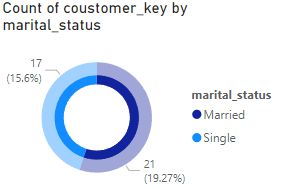 Count of coustomer_key by
marital_status
17
(15.6%)
marital_status
Married
Single
21
(19.27%)